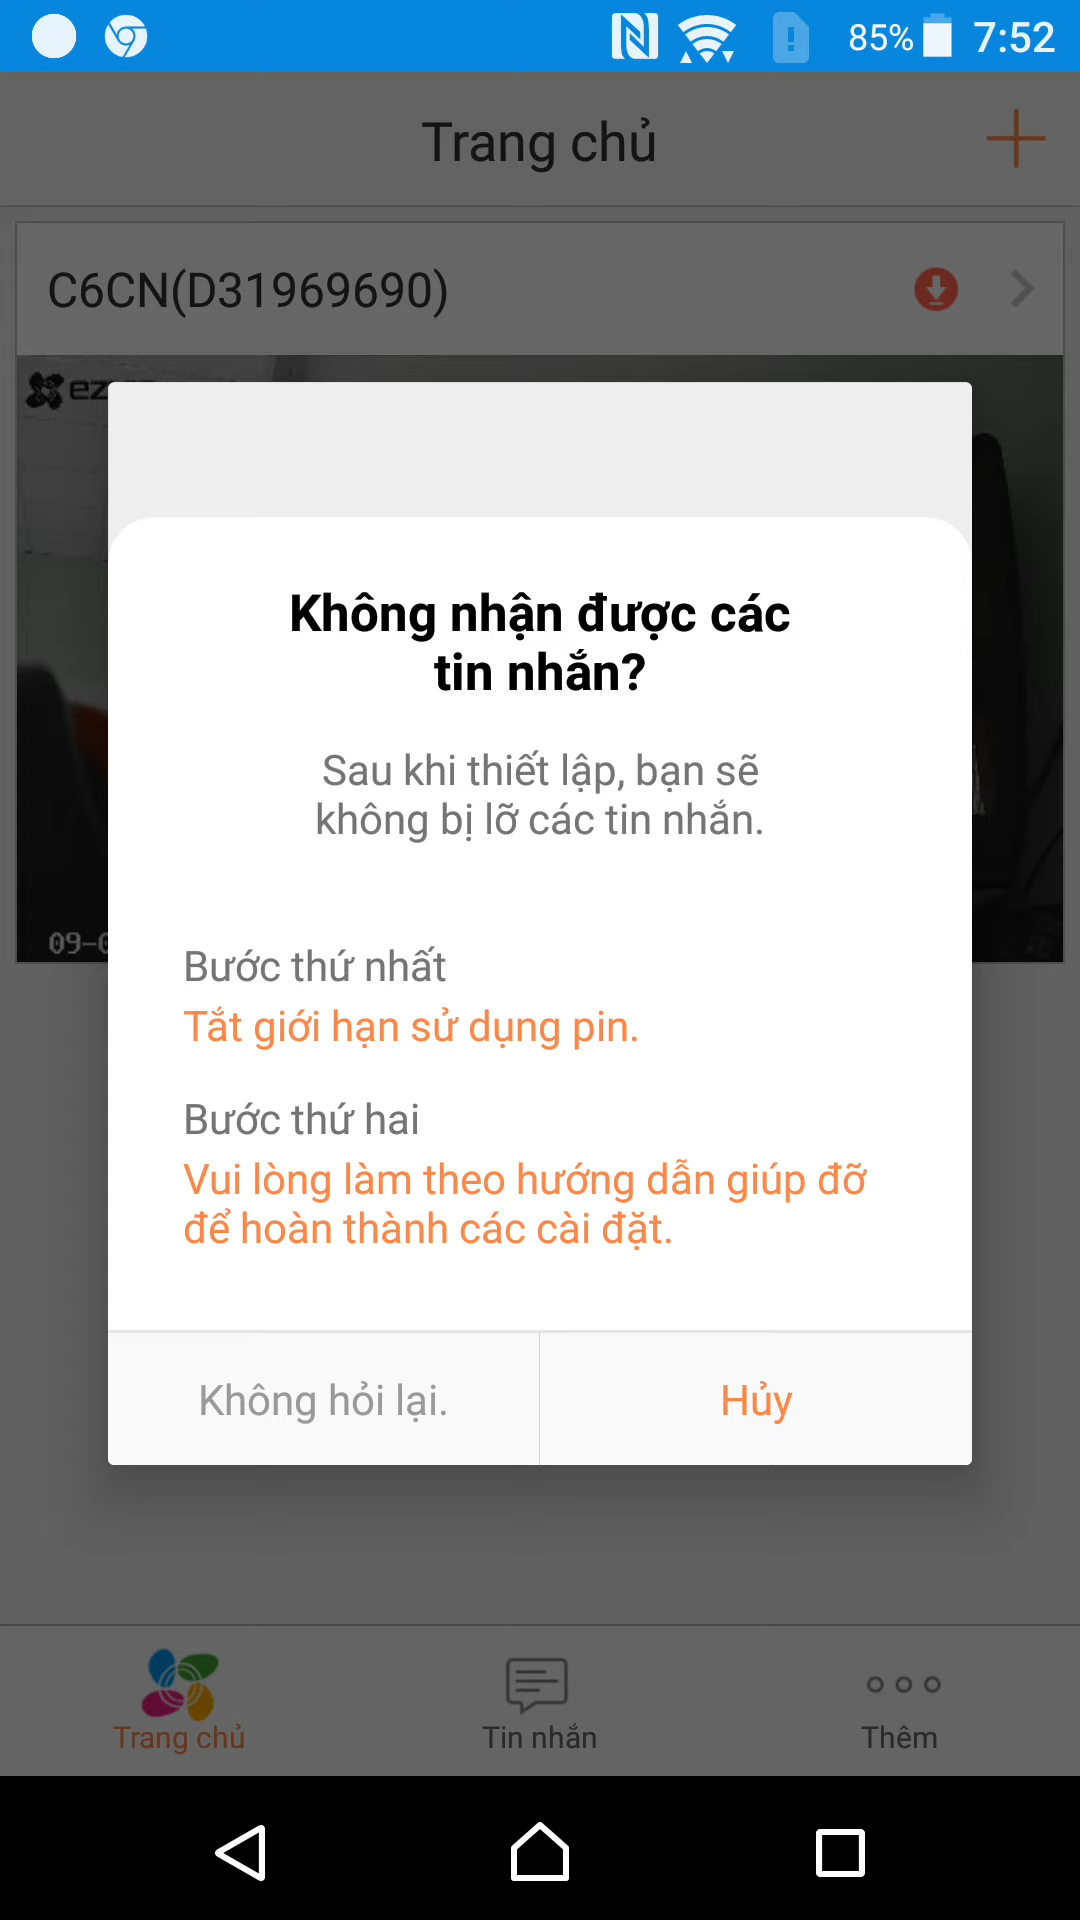 85% 7:52
Trang chủ
C6CN(D31969690)
Không nhận được các
tin nhắn?
Sau khi thiết lập, bạn sẽ
không bị lỡ các tin nhắn.
Bước thứ nhất
Tắt giới hạn sử dụng pin.
Bước thứ hai
Vui lòng làm theo hướng dẫn giúp đỡ
để hoàn thành các cài đặt.
Không hỏi lại. Hủy
Trang chủ Tin nhắn Thêm